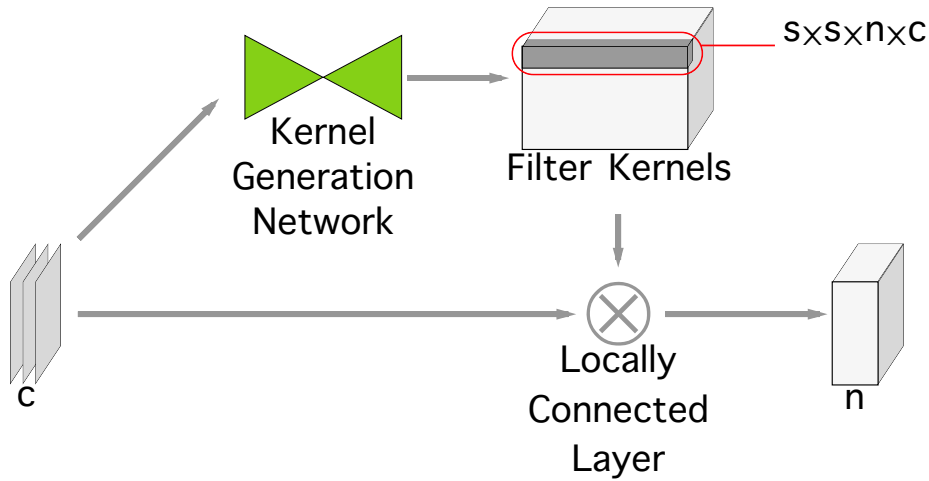 s×s×n×c
Kernel
Generation
Network
Filter Kernels
c
Locally
Connected
Layer
n